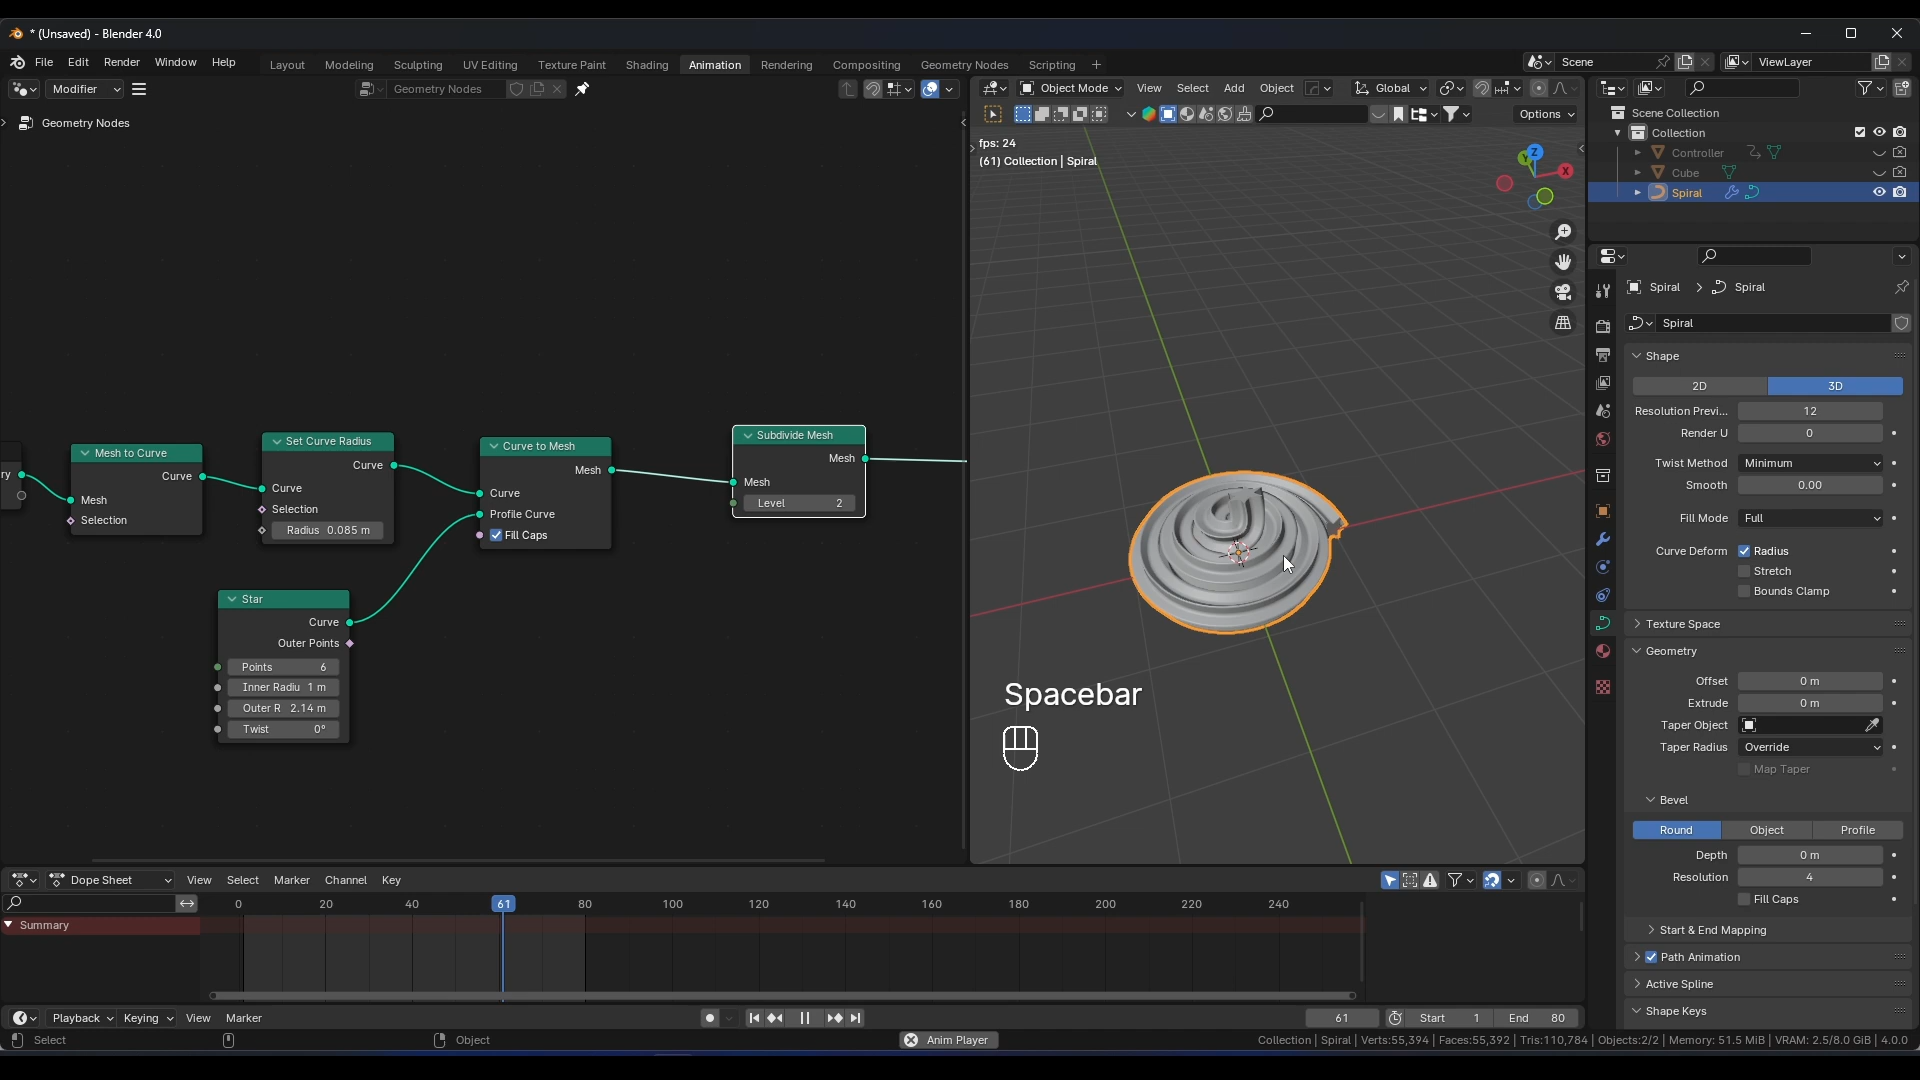 * (Unsaved) - Blender 4.0
File Edit Render Window Help Layout Modeling Sculpting UV Editing Texture Paint Shading Animation Rendering Compositing Geometry Nodes Scripting + Scene ViewLayer
Modifier Geometry Nodes Object Mode View Select Add Object Global
Geometry Nodes
Options
Scene Collection
Collection
Controller
Cube
Spiral
fps: 24
(61) Collection | Spiral
Z
Y
X
Spiral > Spiral
Spiral
Shape
2D 3D
Resolution Previ... 12
Render U 0
Twist Method Minimum
Smooth 0.00
Fill Mode Full
Curve Deform Radius
Stretch
Bounds Clamp
Texture Space
Geometry
Offset 0 m
Extrude 0 m
Taper Object
Taper Radius Override
Map Taper
Bevel
Round Object Profile
Depth 0 m
Resolution 4
Fill Caps
Start & End Mapping
Path Animation
Active Spline
Shape Keys
ry
Mesh to Curve
Curve
Mesh
Selection
Set Curve Radius
Curve
Curve
Selection
Radius 0.085 m
Curve to Mesh
Mesh
Curve
Profile Curve
Fill Caps
Subdivide Mesh
Mesh
Mesh
Level 2
Star
Curve
Outer Points
Points 6
Inner Radiu 1 m
Outer R 2.14 m
Twist 0°
Spacebar
Dope Sheet View Select Marker Channel Key
0 20 40 61 80 100 120 140 160 180 200 220 240
Summary
Playback Keying View Marker 61 Start 1 End 80
Select Object Anim Player Collection | Spiral | Verts:55,394 | Faces:55,392 | Tris:110,784 | Objects:2/2 | Memory: 51.5 MiB | VRAM: 2.5/8.0 GiB | 4.0.0